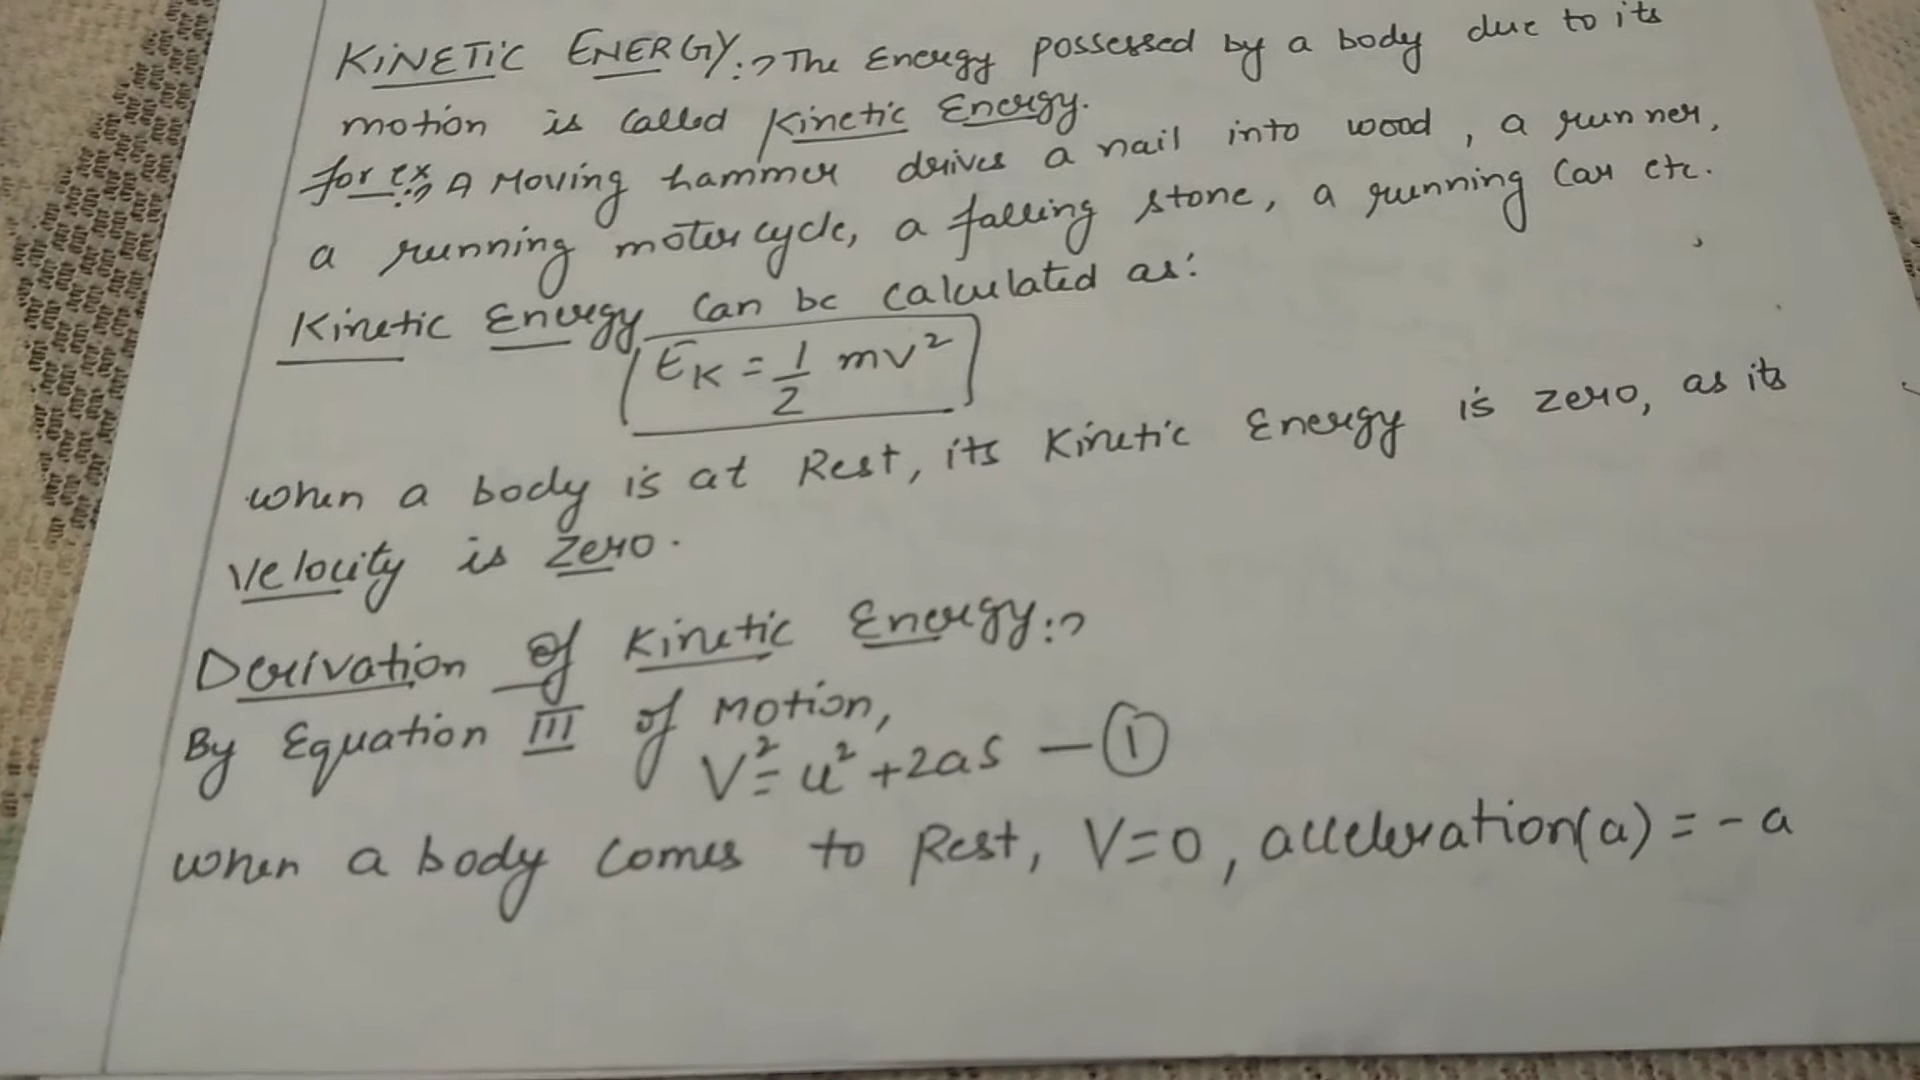 KINETIC ENERGY:→ The Energy possessed by a body due to its
motion is called Kinetic Energy.
for ex:→ A Moving hammer drives a nail into wood, a runner,
a running motorcycle, a falling stone, a running Car etc.
Kinetic Energy Can be calculated as:
EK = 1/2 mv²
when a body is at Rest, its Kinetic Energy is zero, as its
velocity is zero.
Derivation of Kinetic Energy:→
By Equation III of Motion,
V² = u² + 2as — ①
when a body comes to Rest, V=0, acceleration(a) = -a